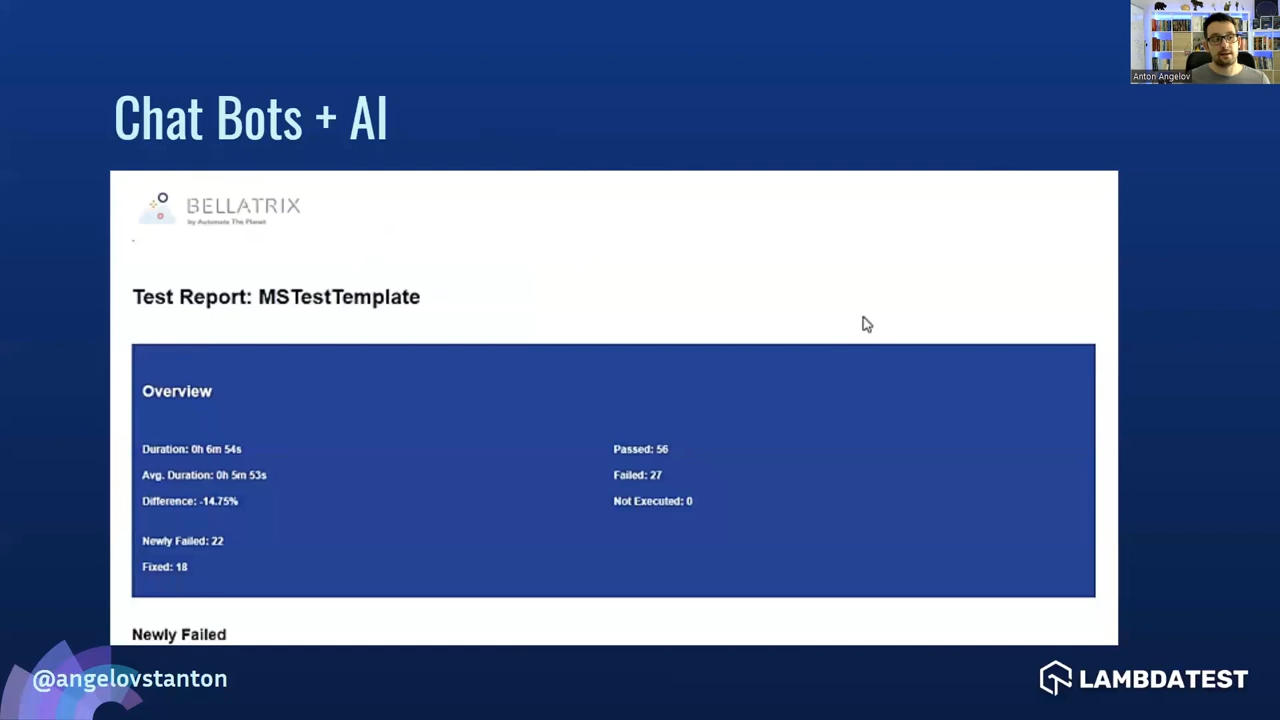 Anton Angelov
Chat Bots + AI
BELLATRIX
by Automate The Planet
Test Report: MSTestTemplate
Overview
Duration: 0h 6m 54s
Passed: 56
Avg. Duration: 0h 5m 53s
Failed: 27
Difference: -14.75%
Not Executed: 0
Newly Failed: 22
Fixed: 18
Newly Failed
@angelovstanton
LAMBDATEST